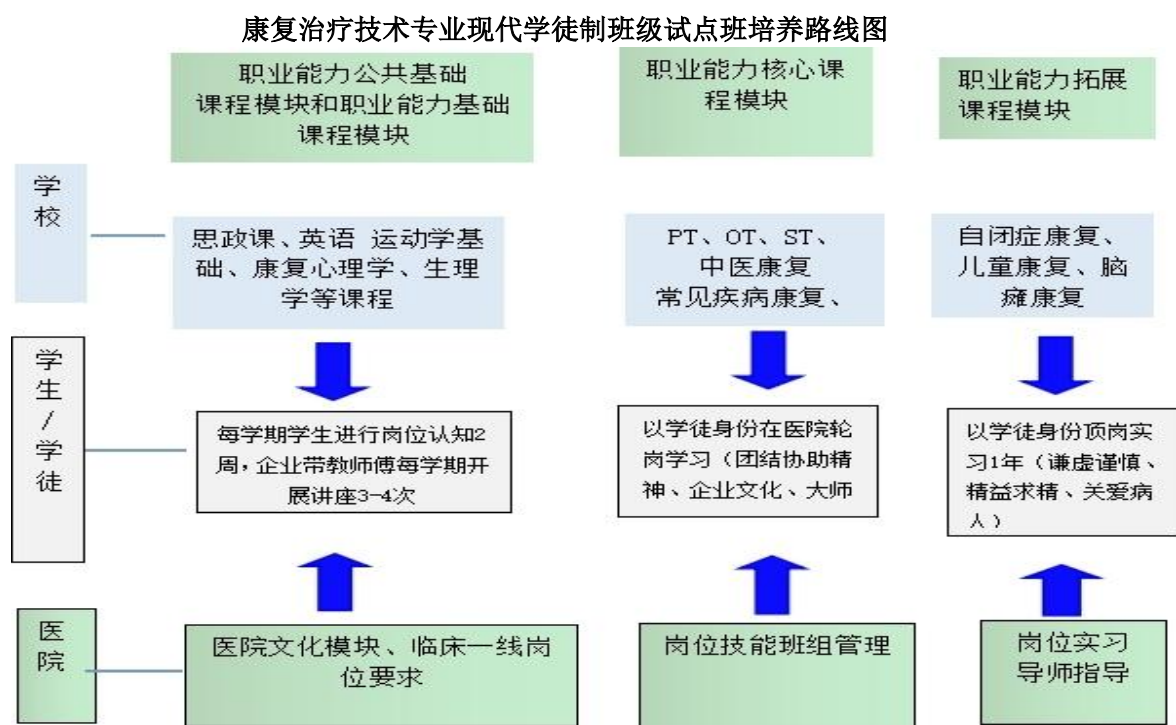 康复治疗技术专业现代学徒制班级试点班培养路线图
职业能力公共基础
课程模块和职业能力基础
课程模块
职业能力核心课
程模块
职业能力拓展
课程模块
学
校
思政课、英语 运动学基
础、康复心理学、生理
学等课程
PT、OT、ST、
中医康复
常见疾病康复、
自闭症康复、
儿童康复、脑
瘫康复
学
生
/
学
徒
每学期学生进行岗位认知2
周，企业带教师傅每学期开
展讲座3-4次
以学徒身份在医院轮
岗学习（团结协助精
神、企业文化、大师
以学徒身份顶岗实
习1年（谦虚谨慎、
精益求精、关爱病
人）
医
院
医院文化模块、临床一线岗
位要求
岗位技能班组管理
岗位实习
导师指导